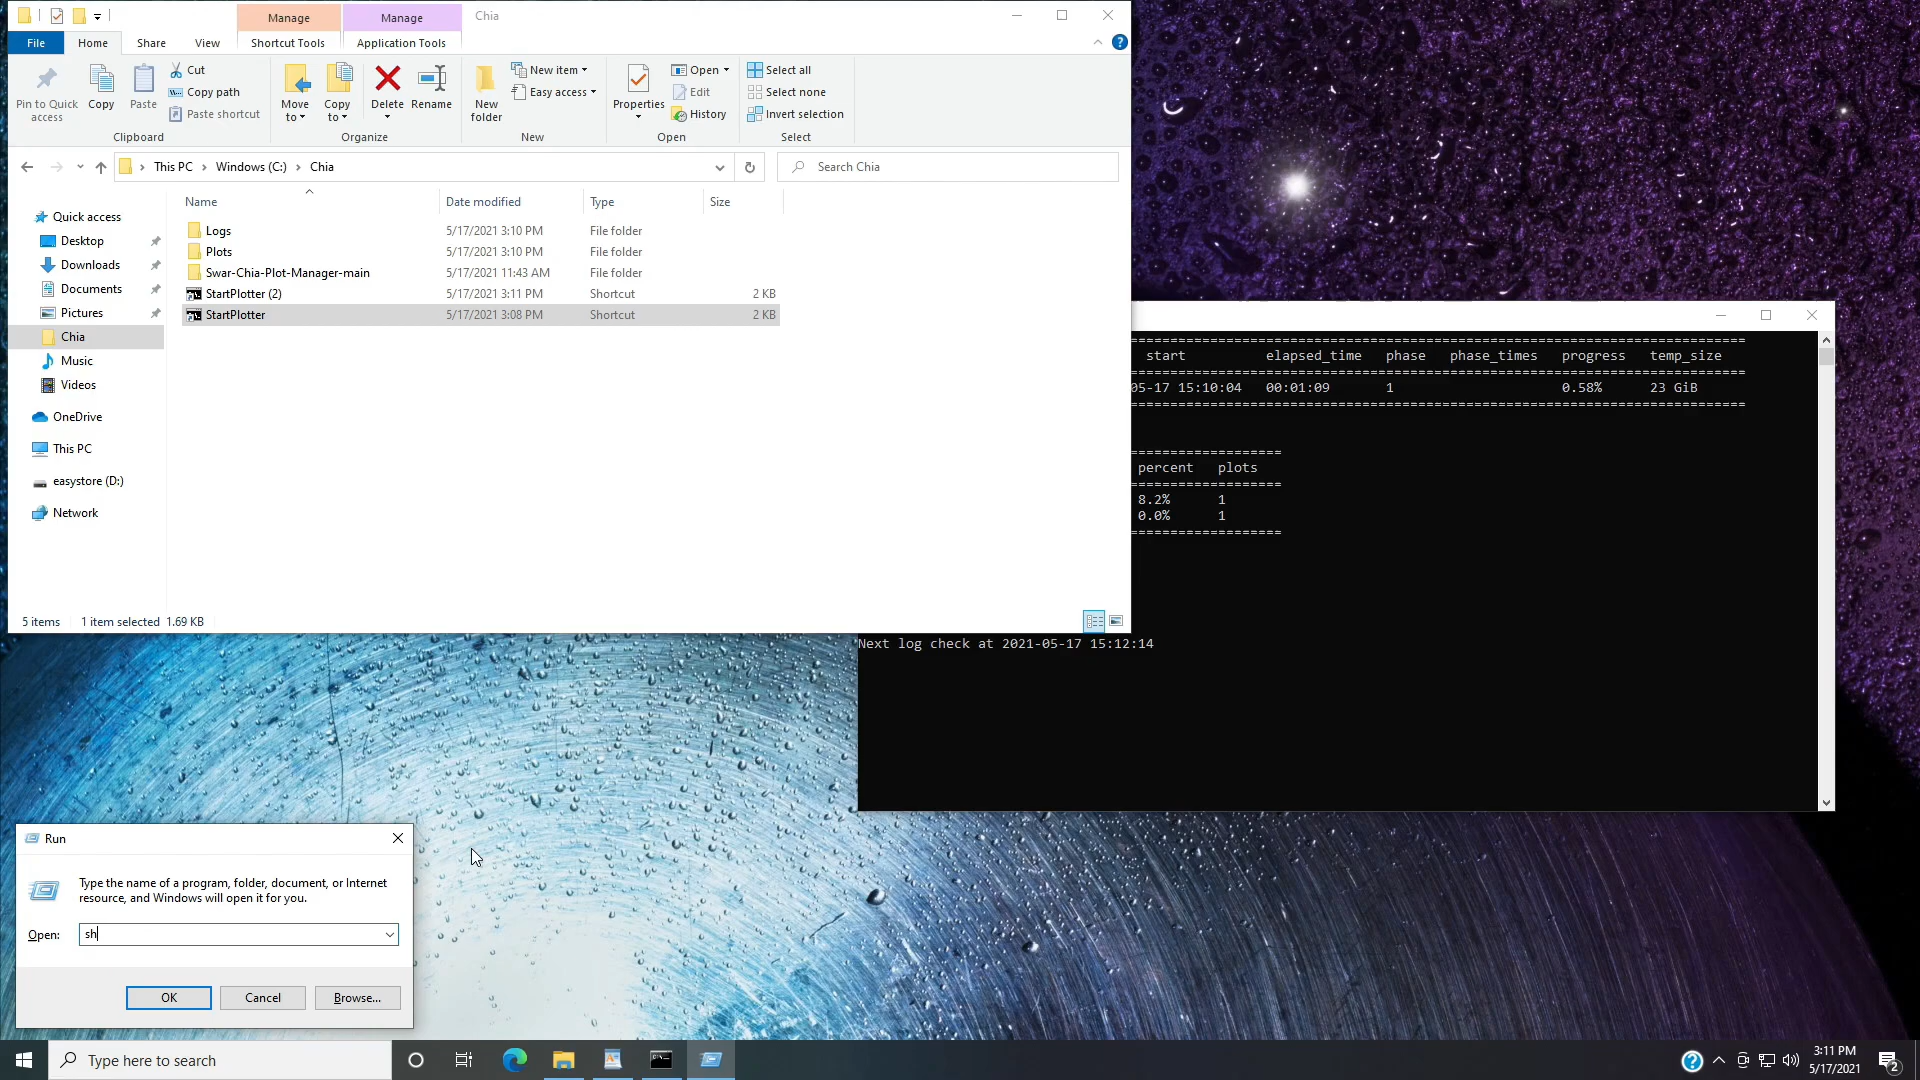 Manage
Manage
Chia
File
Home
Share
View
Shortcut Tools
Application Tools
Pin to Quick access
Copy
Paste
Cut
Copy path
Paste shortcut
Clipboard
Move to
Copy to
Delete
Rename
Organize
New folder
New item
Easy access
New
Properties
Open
Edit
History
Open
Select all
Select none
Invert selection
Select
This PC > Windows (C:) > Chia
Search Chia
Name Date modified Type Size
Logs 5/17/2021 3:10 PM File folder
Plots 5/17/2021 3:10 PM File folder
Swar-Chia-Plot-Manager-main 5/17/2021 11:43 AM File folder
StartPlotter (2) 5/17/2021 3:11 PM Shortcut 2 KB
StartPlotter 5/17/2021 3:08 PM Shortcut 2 KB
Quick access
Desktop
Downloads
Documents
Pictures
Chia
Music
Videos
OneDrive
This PC
easystore (D:)
Network
5 items 1 item selected 1.69 KB
start elapsed_time phase phase_times progress temp_size
05-17 15:10:04 00:01:09 1 0.58% 23 GiB
percent plots
8.2% 1
0.0% 1
Next log check at 2021-05-17 15:12:14
Run
Type the name of a program, folder, document, or Internet
resource, and Windows will open it for you.
Open: sh
OK Cancel Browse...
Type here to search
3:11 PM
5/17/2021
2